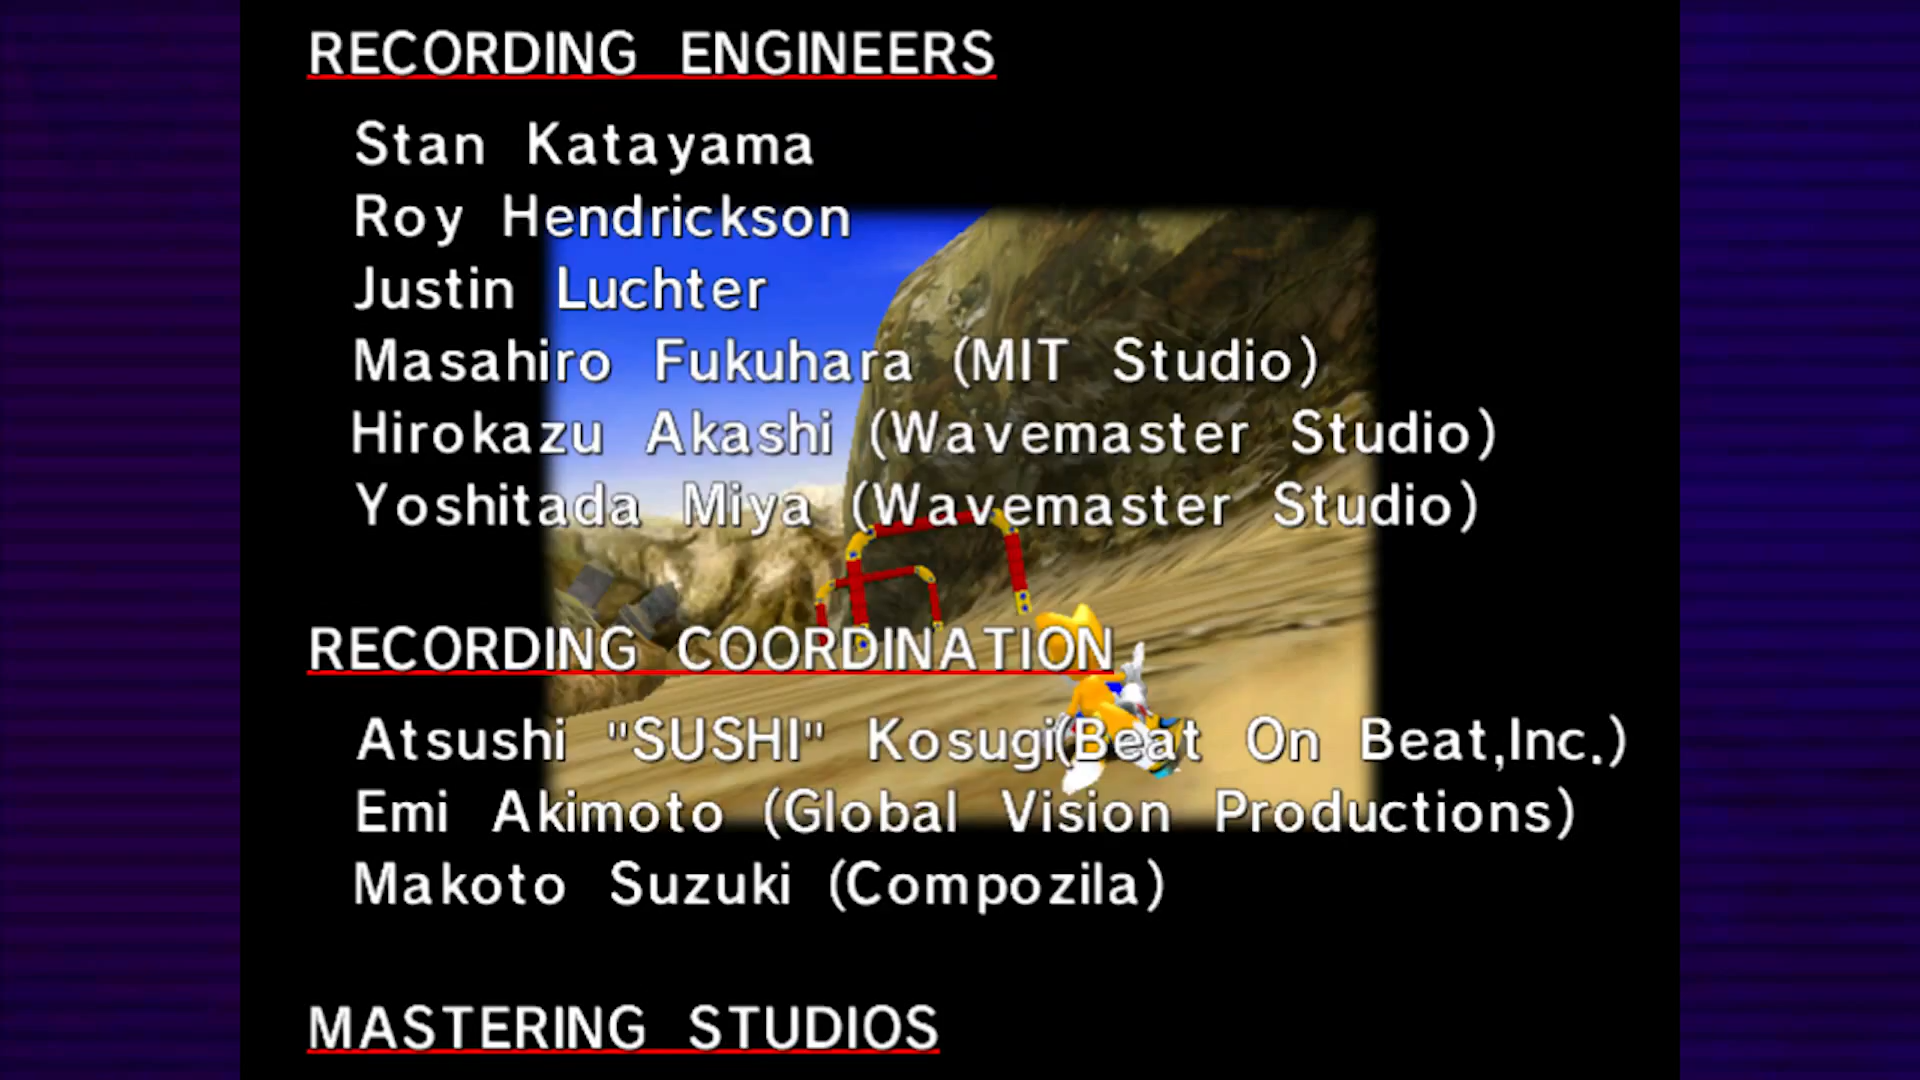 RECORDING ENGINEERS
Stan Katayama
Roy Hendrickson
Justin Luchter
Masahiro Fukuhara (MIT Studio)
Hirokazu Akashi (Wavemaster Studio)
Yoshitada Miya (Wavemaster Studio)
RECORDING COORDINATION
Atsushi "SUSHI" Kosugi(Beat On Beat,Inc.)
Emi Akimoto (Global Vision Productions)
Makoto Suzuki (Compozila)
MASTERING STUDIOS